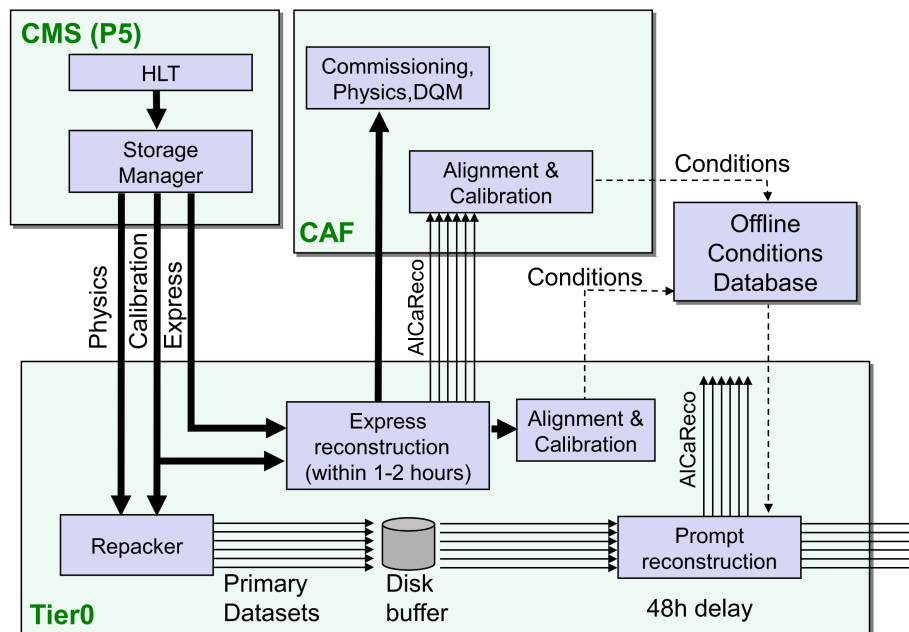 CMS (P5)
HLT
Storage
Manager
Commissioning,
Physics,DQM
Alignment &
Calibration
CAF
Conditions
Offline
Conditions
Database
Conditions
Physics
Calibration
Express
AlCaReco
Express
reconstruction
(within 1-2 hours)
Alignment &
Calibration
AlCaReco
Repacker
Primary
Datasets
Disk
buffer
Prompt
reconstruction
48h delay
Tier0